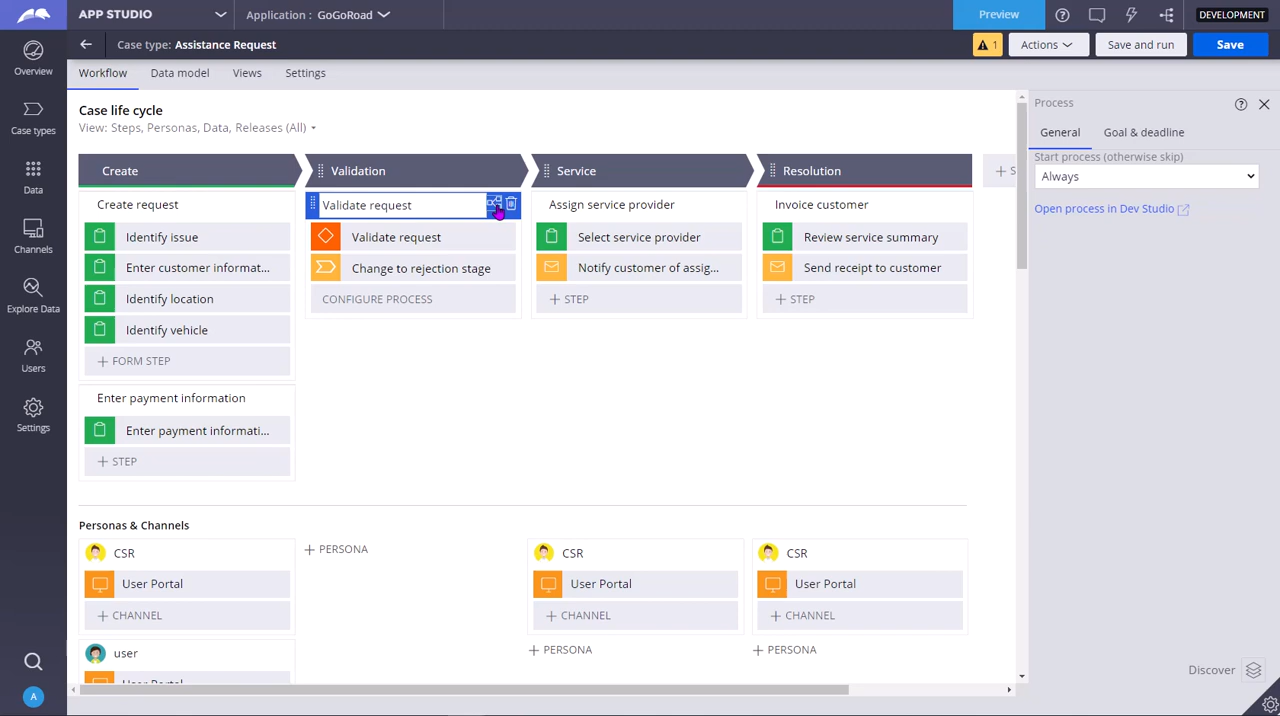 APP STUDIO
Application : GoGoRoad
Preview
DEVELOPMENT
Case type: Assistance Request
1
Actions
Save and run
Save
Overview
Case types
Data
Channels
Explore Data
Users
Settings
A
Workflow
Data model
Views
Settings
Case life cycle
View: Steps, Personas, Data, Releases (All)
Create
Validation
Service
Resolution
+ S
Create request
Validate request
Assign service provider
Invoice customer
Identify issue
Validate request
Select service provider
Review service summary
Enter customer informat...
Change to rejection stage
Notify customer of assig...
Send receipt to customer
Identify location
CONFIGURE PROCESS
+ STEP
+ STEP
Identify vehicle
+ FORM STEP
Enter payment information
Enter payment informati...
+ STEP
Personas & Channels
CSR
+ PERSONA
CSR
CSR
User Portal
User Portal
User Portal
+ CHANNEL
+ CHANNEL
+ CHANNEL
user
+ PERSONA
+ PERSONA
User Portal
Process
General
Goal & deadline
Start process (otherwise skip)
Always
Open process in Dev Studio
Discover